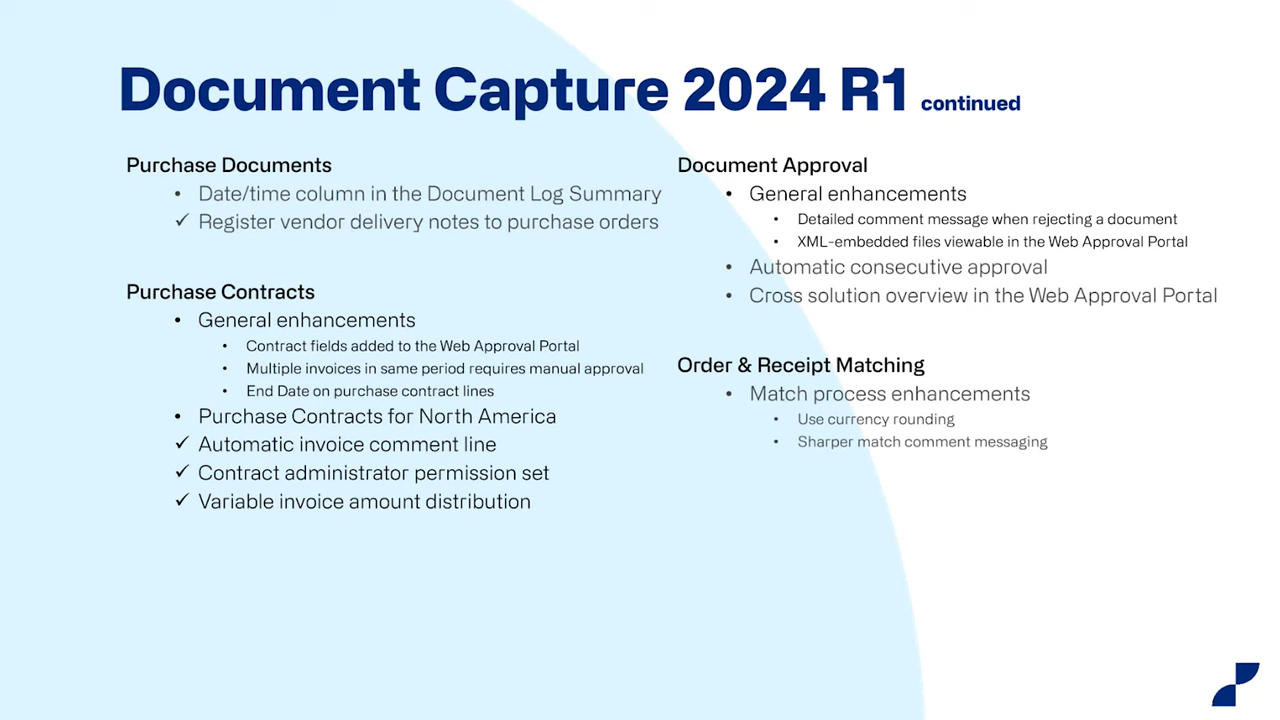 Document Capture 2024 R1 continued
Purchase Documents
• Date/time column in the Document Log Summary
✓ Register vendor delivery notes to purchase orders
Purchase Contracts
• General enhancements
• Contract fields added to the Web Approval Portal
• Multiple invoices in same period requires manual approval
• End Date on purchase contract lines
• Purchase Contracts for North America
✓ Automatic invoice comment line
✓ Contract administrator permission set
✓ Variable invoice amount distribution
Document Approval
• General enhancements
• Detailed comment message when rejecting a document
• XML-embedded files viewable in the Web Approval Portal
• Automatic consecutive approval
• Cross solution overview in the Web Approval Portal
Order & Receipt Matching
• Match process enhancements
• Use currency rounding
• Sharper match comment messaging